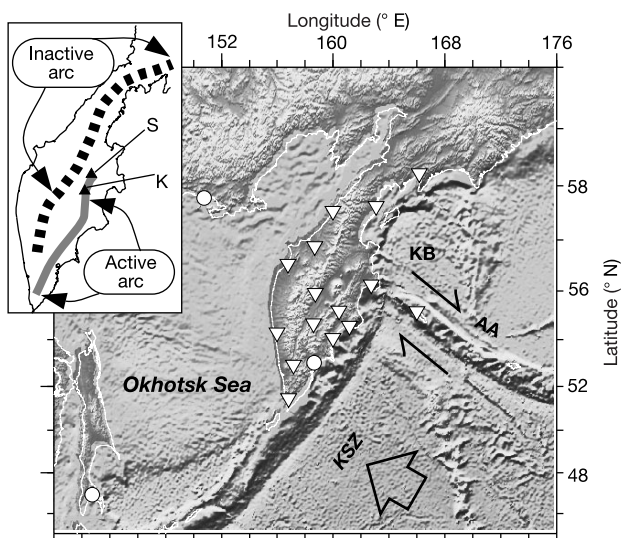 Longitude (° E)
152
160
168
176
Inactive
arc
S
K
Active
arc
58
KB
56
Latitude (° N)
AA
Okhotsk Sea
52
KSZ
48